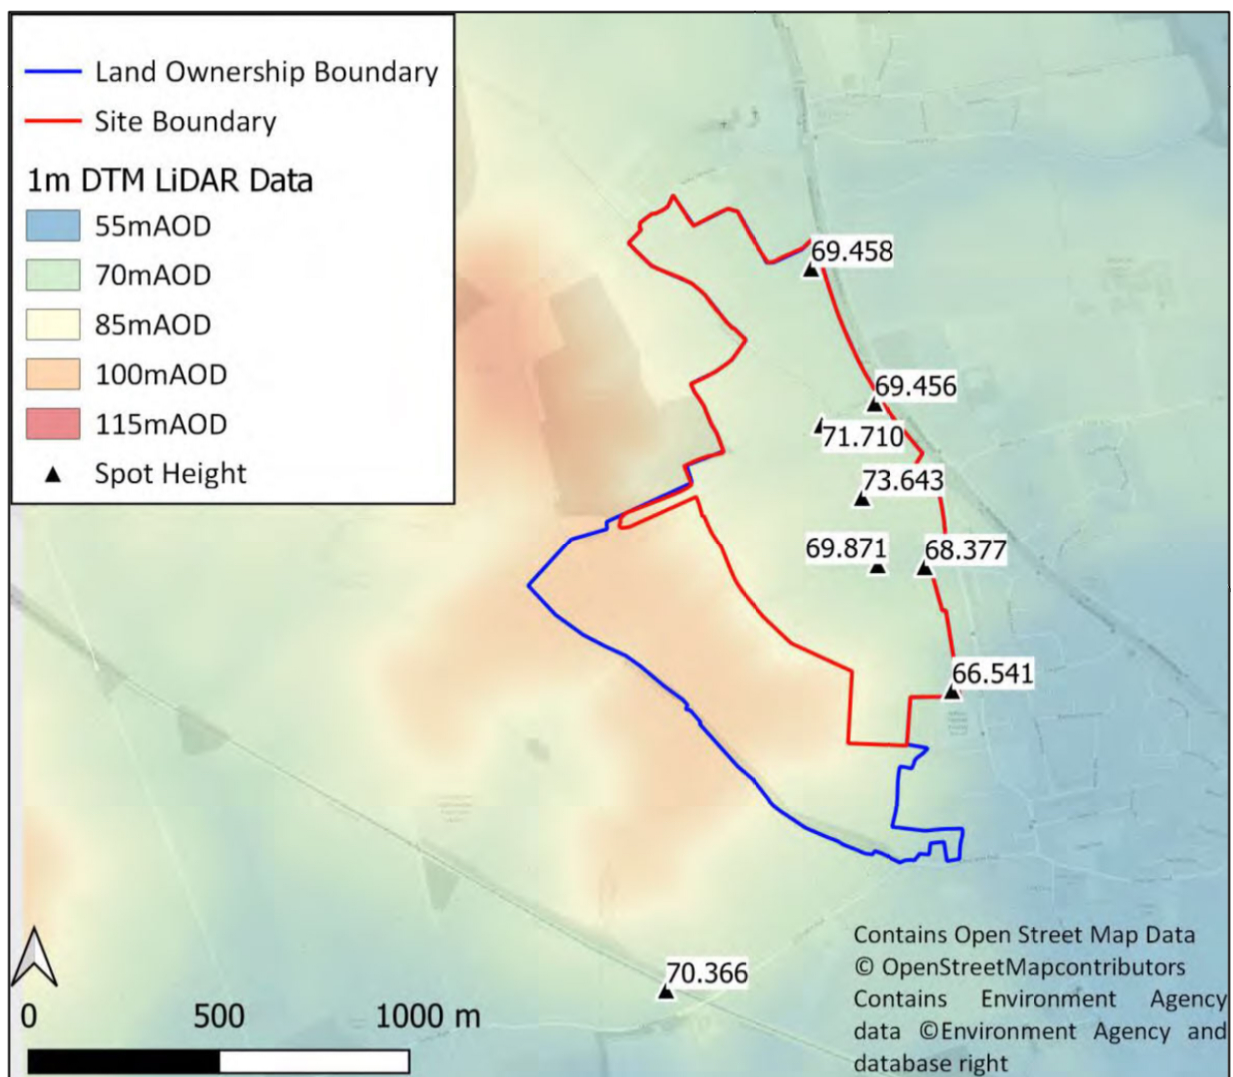 Land Ownership Boundary
Site Boundary
1m DTM LiDAR Data
55mAOD
70mAOD
85mAOD
100mAOD
115mAOD
Spot Height
69.458
69.456
71.710
73.643
69.871
68.377
66.541
70.366
0 500 1000 m
Contains Open Street Map Data
© OpenStreetMapcontributors
Contains Environment Agency
data ©Environment Agency and
database right